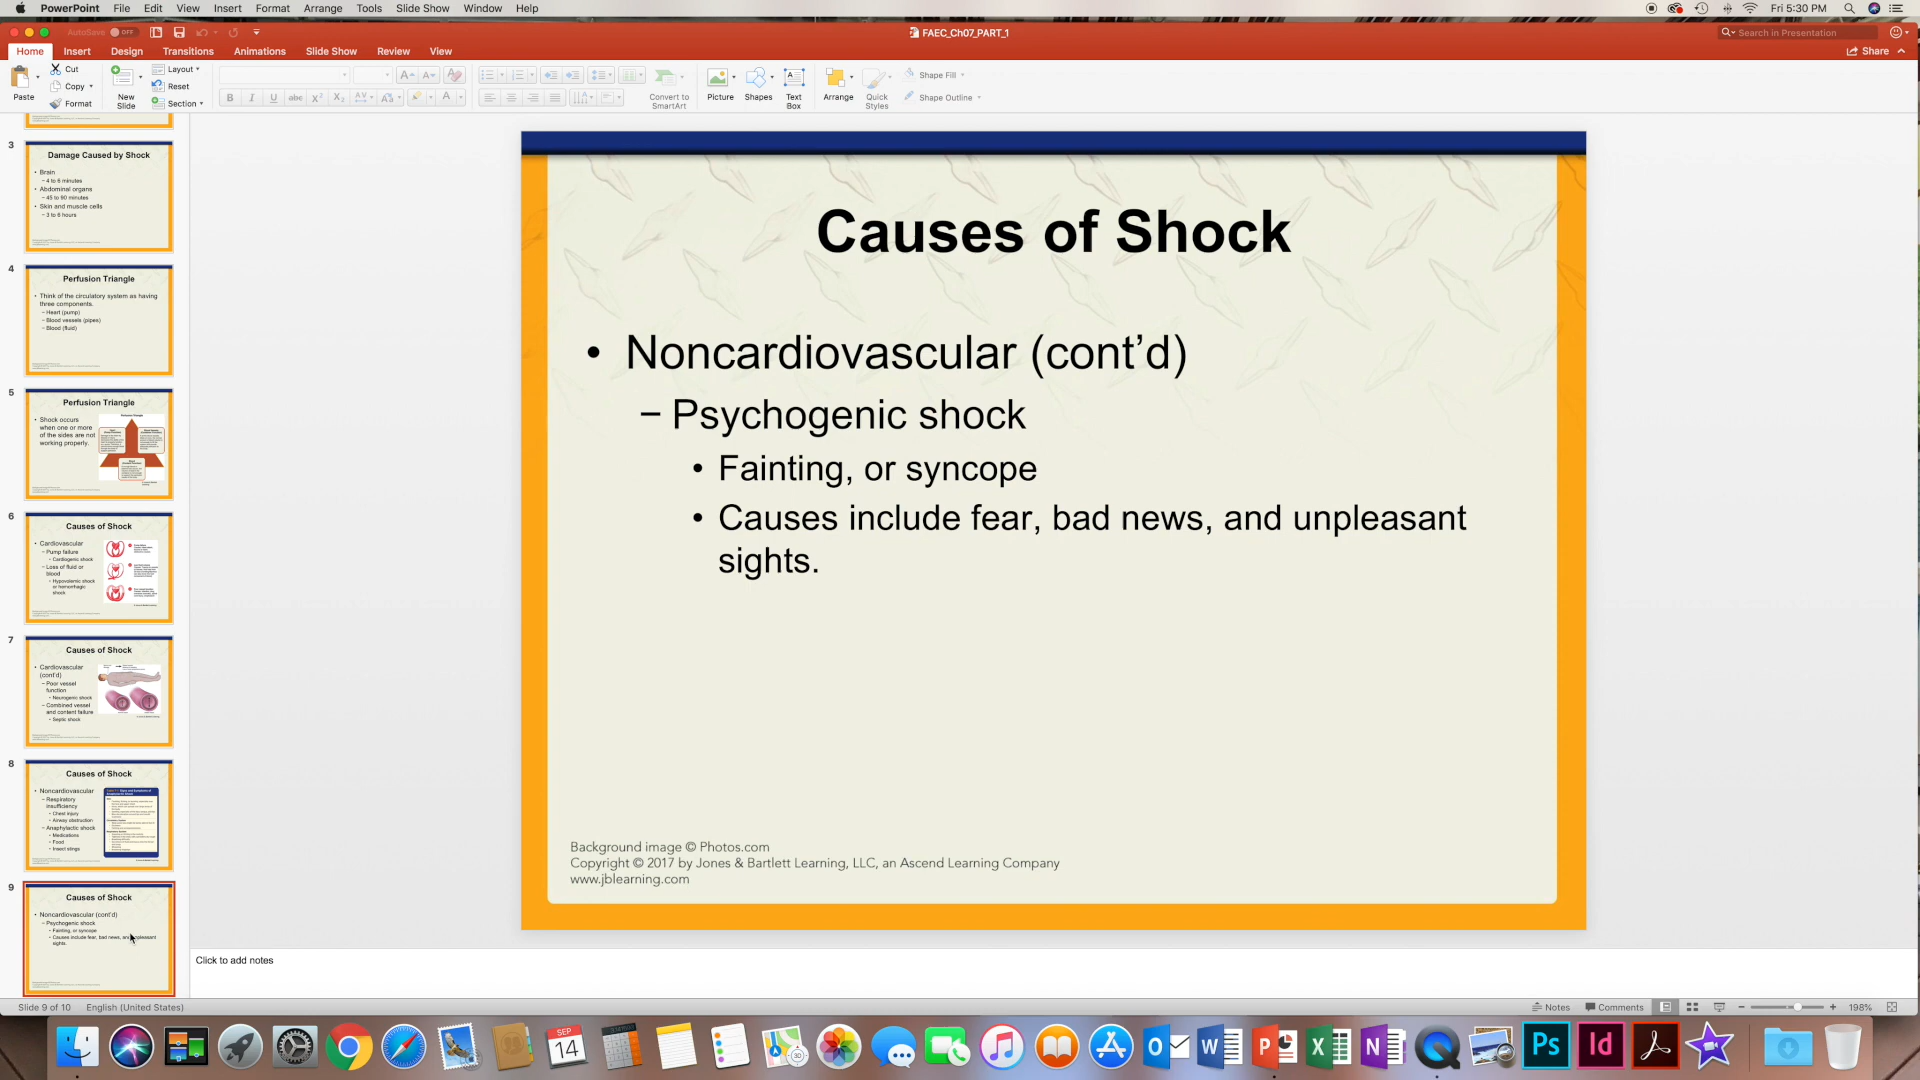 PowerPoint File Edit View Insert Format Arrange Tools Slide Show Window Help Fri 5:30 PM
AutoSave OFF FAEC_Ch07_PART_1 Search in Presentation
Home Insert Design Transitions Animations Slide Show Review View Share
Paste Cut Copy Format
New Slide Layout Reset Section
B I U abc X² X₂ AV Aa A
Convert to SmartArt
Picture Shapes Text Box Arrange Quick Styles Shape Fill Shape Outline
3
Damage Caused by Shock
• Brain
– 4 to 6 minutes
• Abdominal organs
– 45 to 90 minutes
• Skin and muscle cells
– 3 to 6 hours
4
Perfusion Triangle
• Think of the circulatory system as having
three components.
– Heart (pump)
– Blood vessels (pipes)
– Blood (fluid)
5
Perfusion Triangle
• Shock occurs
when one or more
of the sides are not
working properly.
6
Causes of Shock
• Cardiovascular
– Pump failure
• Cardiogenic shock
– Loss of fluid or
blood
• Hypovolemic shock
or hemorrhagic
shock
7
Causes of Shock
• Cardiovascular
(cont'd)
– Poor vessel
function
• Neurogenic shock
– Combined vessel
and content failure
• Septic shock
8
Causes of Shock
• Noncardiovascular
– Respiratory
insufficiency
• Chest injury
• Airway obstruction
– Anaphylactic shock
• Medications
• Food
• Insect stings
9
Causes of Shock
• Noncardiovascular (cont'd)
– Psychogenic shock
• Fainting, or syncope
• Causes include fear, bad news, and unpleasant
sights.
Causes of Shock
• Noncardiovascular (cont’d)
– Psychogenic shock
• Fainting, or syncope
• Causes include fear, bad news, and unpleasant
sights.
Background image © Photos.com
Copyright © 2017 by Jones & Bartlett Learning, LLC, an Ascend Learning Company
www.jblearning.com
Click to add notes
Slide 9 of 10 English (United States) Notes Comments 198%
SEP
14
Ps Id